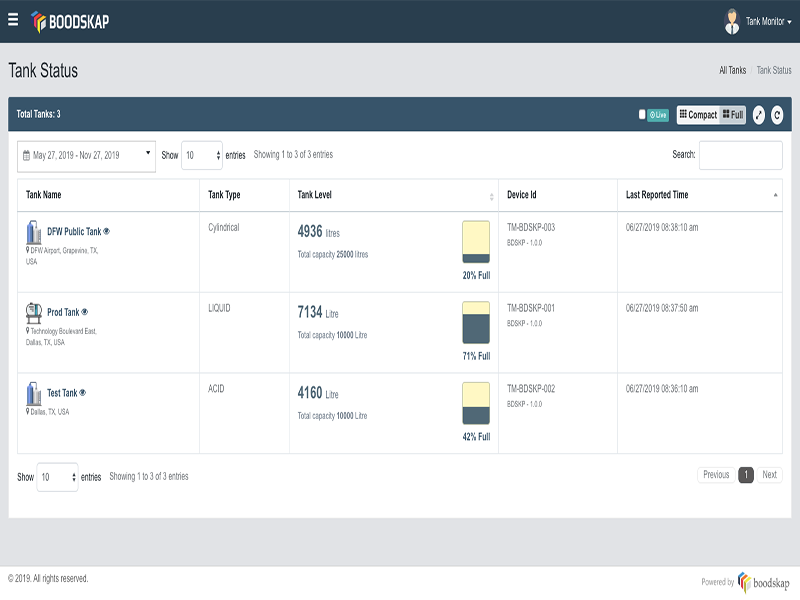 BOODSKAP
Tank Monitor
Tank Status
All Tanks / Tank Status
Total Tanks: 3
Live
Compact
Full
May 27, 2019 - Nov 27, 2019
Show 10 entries
Showing 1 to 3 of 3 entries
Search:
Tank Name
Tank Type
Tank Level
Device Id
Last Reported Time
DFW Public Tank
DFW Airport, Grapevine, TX,
USA
Cylindrical
4936 litres
Total capacity 25000 litres
20% Full
TM-BDSKP-003
BDSKP - 1.0.0
06/27/2019 08:38:10 am
Prod Tank
Technology Boulevard East,
Dallas, TX, USA
LIQUID
7134 Litre
Total capacity 10000 Litre
71% Full
TM-BDSKP-001
BDSKP - 1.0.0
06/27/2019 08:37:50 am
Test Tank
Dallas, TX, USA
ACID
4160 Litre
Total capacity 10000 Litre
42% Full
TM-BDSKP-002
BDSKP - 1.0.0
06/27/2019 08:36:10 am
Show 10 entries
Showing 1 to 3 of 3 entries
Previous 1 Next
© 2019. All rights reserved.
Powered by boodskap